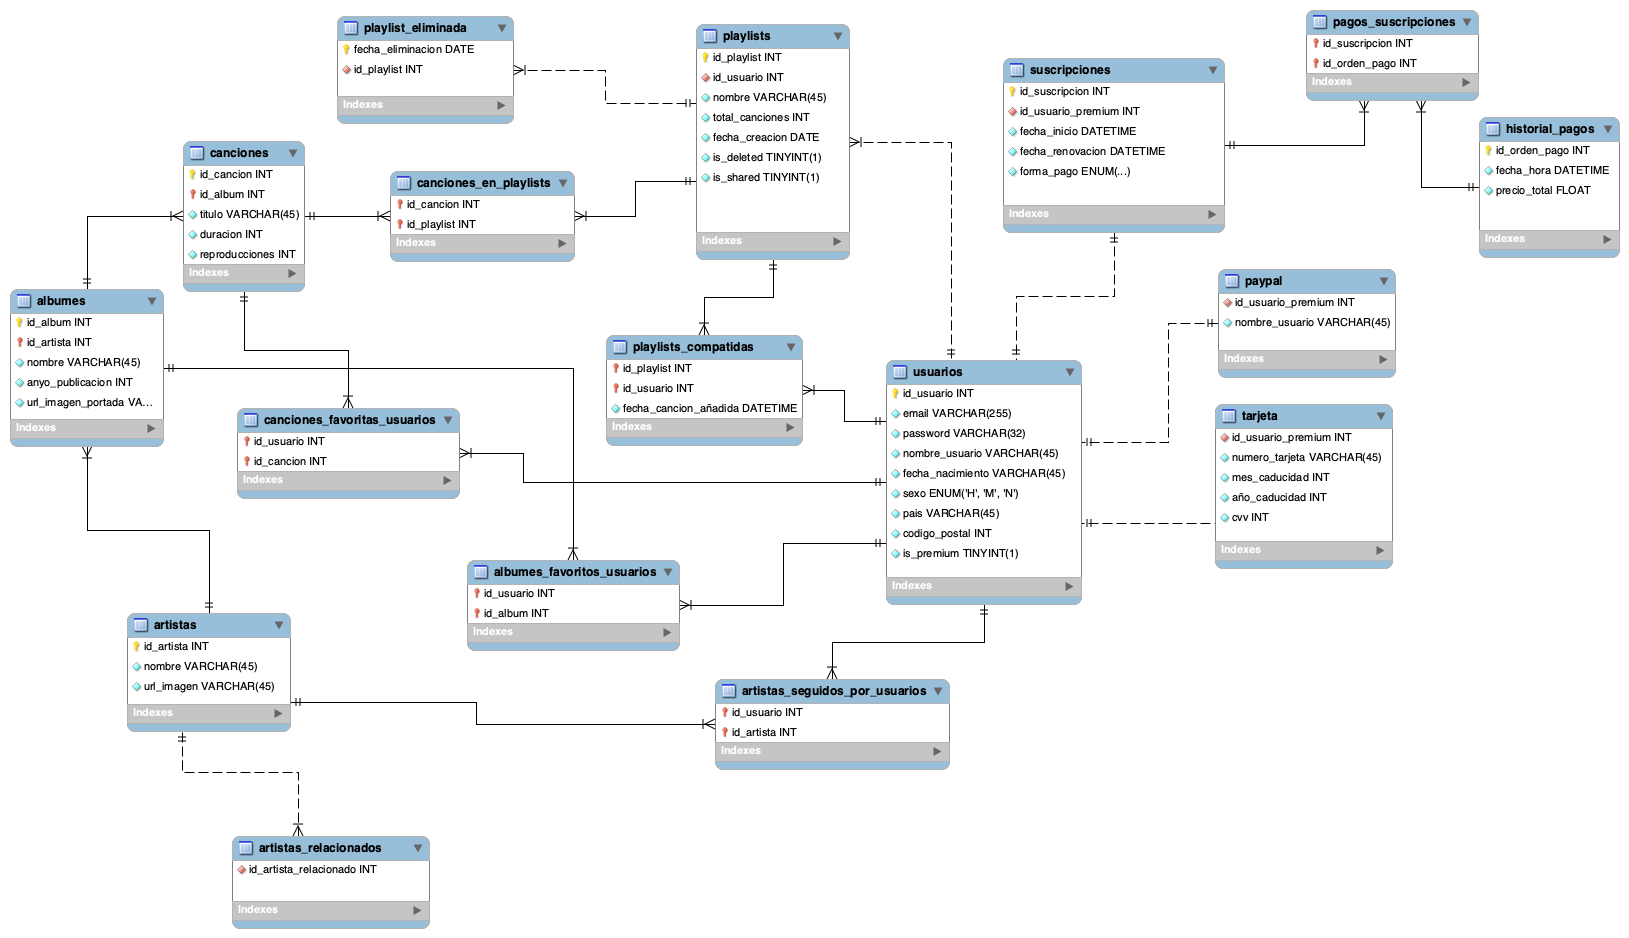 playlist_eliminada
fecha_eliminacion DATE
id_playlist INT
Indexes
playlists
id_playlist INT
id_usuario INT
nombre VARCHAR(45)
total_canciones INT
fecha_creacion DATE
is_deleted TINYINT(1)
is_shared TINYINT(1)
Indexes
suscripciones
id_suscripcion INT
id_usuario_premium INT
fecha_inicio DATETIME
fecha_renovacion DATETIME
forma_pago ENUM(...)
Indexes
pagos_suscripciones
id_suscripcion INT
id_orden_pago INT
Indexes
historial_pagos
id_orden_pago INT
fecha_hora DATETIME
precio_total FLOAT
Indexes
canciones
id_cancion INT
id_album INT
titulo VARCHAR(45)
duracion INT
reproducciones INT
Indexes
canciones_en_playlists
id_cancion INT
id_playlist INT
Indexes
albumes
id_album INT
id_artista INT
nombre VARCHAR(45)
anyo_publicacion INT
url_imagen_portada VA...
Indexes
playlists_compatidas
id_playlist INT
id_usuario INT
fecha_cancion_añadida DATETIME
Indexes
paypal
id_usuario_premium INT
nombre_usuario VARCHAR(45)
Indexes
canciones_favoritas_usuarios
id_usuario INT
id_cancion INT
Indexes
usuarios
id_usuario INT
email VARCHAR(255)
password VARCHAR(32)
nombre_usuario VARCHAR(45)
fecha_nacimiento VARCHAR(45)
sexo ENUM('H', 'M', 'N')
pais VARCHAR(45)
codigo_postal INT
is_premium TINYINT(1)
Indexes
tarjeta
id_usuario_premium INT
numero_tarjeta VARCHAR(45)
mes_caducidad INT
año_caducidad INT
cvv INT
Indexes
albumes_favoritos_usuarios
id_usuario INT
id_album INT
Indexes
artistas
id_artista INT
nombre VARCHAR(45)
url_imagen VARCHAR(45)
Indexes
artistas_seguidos_por_usuarios
id_usuario INT
id_artista INT
Indexes
artistas_relacionados
id_artista_relacionado INT
Indexes